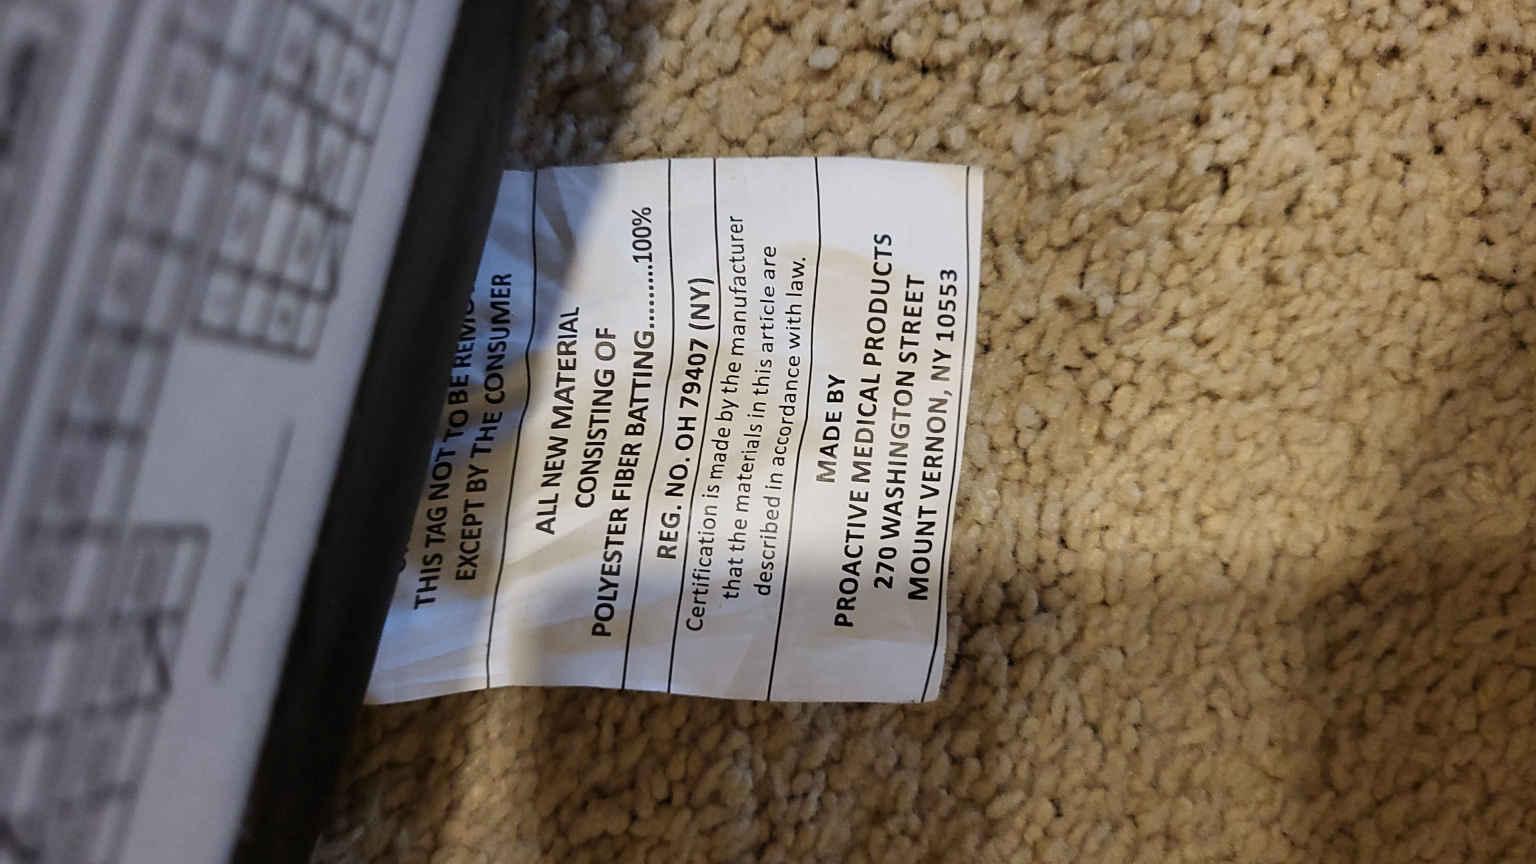 THIS TAG NOT TO BE
EXCEPT BY THE CONSUMER
ALL NEW MATERIAL
CONSISTING OF
POLYESTER FIBER BATTING..........100%
REG. NO. OH 79407 (NY)
Certification is made by the manufacturer
that the materials in this article are
described in accordance with law.
MADE BY
PROACTIVE MEDICAL PRODUCTS
270 WASHINGTON STREET
MOUNT VERNON, NY 10553